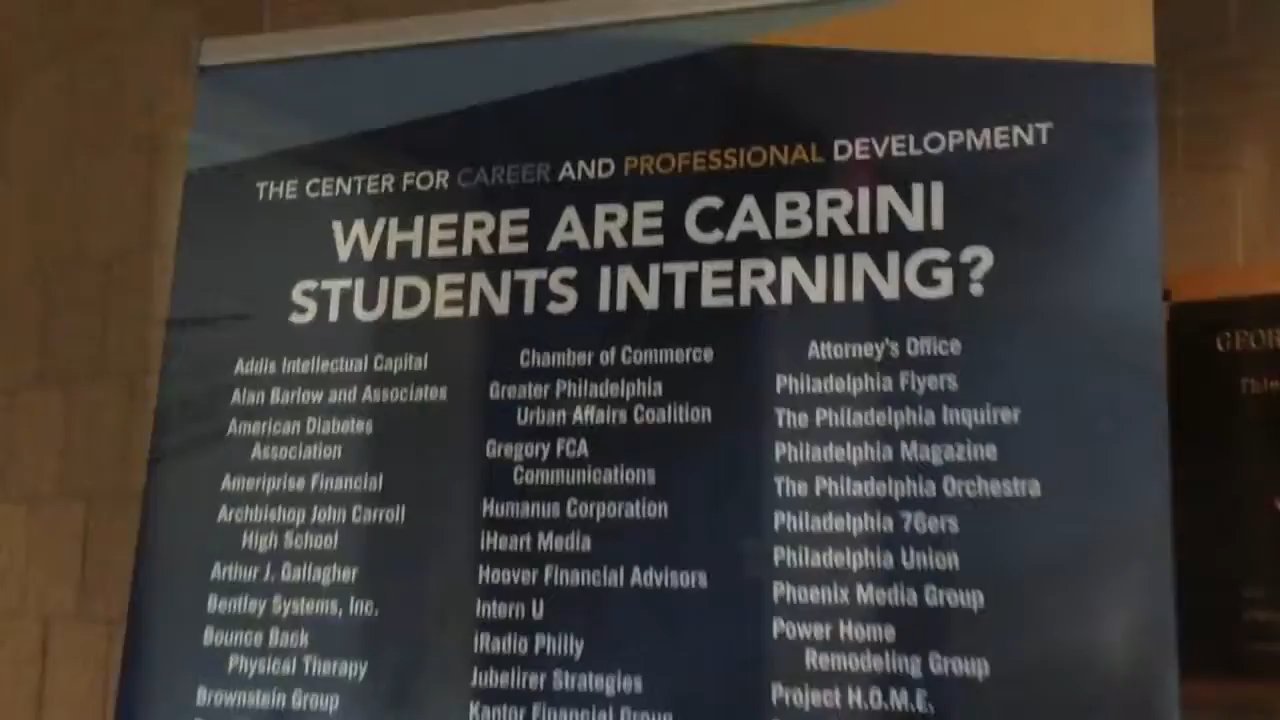 THE CENTER FOR CAREER AND PROFESSIONAL DEVELOPMENT
WHERE ARE CABRINI
STUDENTS INTERNING?
Addis Intellectual Capital
Alan Barlow and Associates
American Diabetes
Association
Ameriprise Financial
Archbishop John Carroll
High School
Arthur J. Gallagher
Bentley Systems, Inc.
Bounce Back
Physical Therapy
Brownstein Group
Chamber of Commerce
Greater Philadelphia
Urban Affairs Coalition
Gregory FCA
Communications
Humanus Corporation
iHeart Media
Hoover Financial Advisors
Intern U
iRadio Philly
Jubelirer Strategies
Kantor Financial Group
Attorney's Office
Philadelphia Flyers
The Philadelphia Inquirer
Philadelphia Magazine
The Philadelphia Orchestra
Philadelphia 76ers
Philadelphia Union
Phoenix Media Group
Power Home
Remodeling Group
Project H.O.M.E.